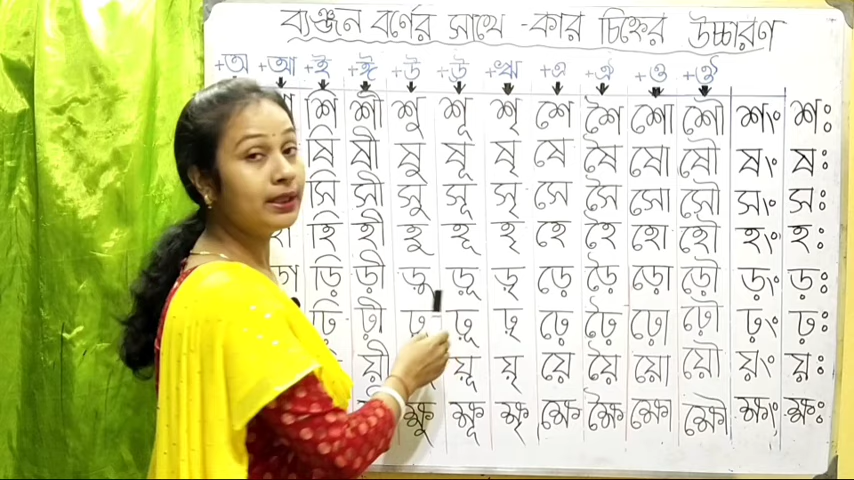 ব্যঞ্জন বর্ণের সাথে -কার চিহ্নের উচ্চারণ
+অ +আ +ই +ঈ +উ +ঊ +ঋ +এ +ঐ +ও +ঔ
শি শী শু শূ শৃ শে শৈ শো শৌ শং শঃ
ষি ষী ষু ষূ ষৃ ষে ষৈ ষো ষৌ ষং ষঃ
সি সী সু সূ সৃ সে সৈ সো সৌ সং সঃ
হি হী হু হূ হৃ হে হৈ হো হৌ হং হঃ
ড়ি ড়ী ড়ু ড়ূ ড়ৃ ড়ে ড়ৈ ড়ো ড়ৌ ড়ং ড়ঃ
ঢ়ি ঢ়ী ঢ়ূ ঢ়ৃ ঢ়ে ঢ়ৈ ঢ়ো ঢ়ৌ ঢ়ং ঢ়ঃ
য়ী য়ূ য়ৃ য়ে য়ৈ য়ো য়ৌ য়ং য়ঃ
ক্ষু ক্ষূ ক্ষৃ ক্ষে ক্ষৈ ক্ষো ক্ষৌ ক্ষং ক্ষঃ